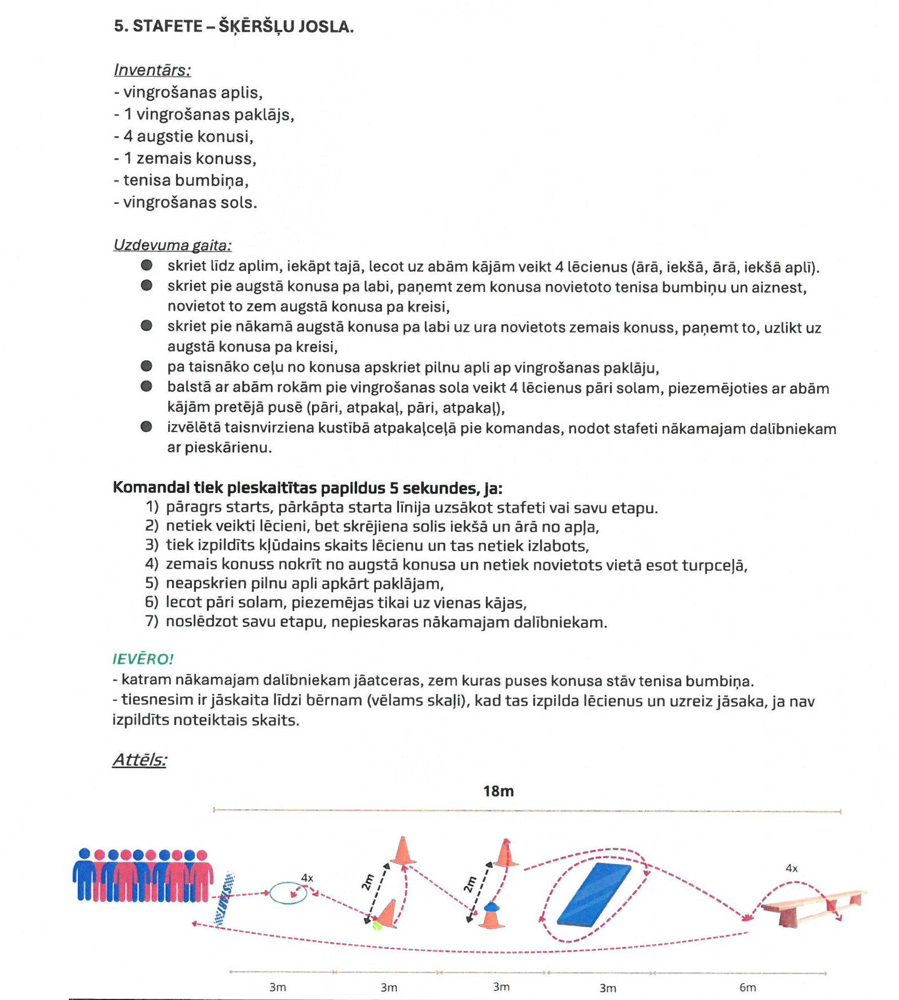 5. STAFETE – ŠĶĒRŠĻU JOSLA.
Inventārs:
- vingrošanas aplis,
- 1 vingrošanas paklājs,
- 4 augstie konusi,
- 1 zemais konuss,
- tenisa bumbiņa,
- vingrošanas sols.
Uzdevuma gaita:
● skriet līdz aplim, iekāpt tajā, lecot uz abām kājām veikt 4 lēcienus (ārā, iekšā, ārā, iekšā aplī).
● skriet pie augstā konusa pa labi, paņemt zem konusa novietoto tenisa bumbiņu un aiznest,
novietot to zem augstā konusa pa kreisi,
● skriet pie nākamā augstā konusa pa labi uz ura novietots zemais konuss, paņemt to, uzlikt uz
augstā konusa pa kreisi,
● pa taisnāko ceļu no konusa apskriet pilnu apli ap vingrošanas paklāju,
● balstā ar abām rokām pie vingrošanas sola veikt 4 lēcienus pāri solam, piezemējoties ar abām
kājām pretējā pusē (pāri, atpakaļ, pāri, atpakaļ),
● izvēlētā taisnvirziena kustībā atpakaļceļā pie komandas, nodot stafeti nākamajam dalībniekam
ar pieskārienu.
Komandai tiek pieskaitītas papildus 5 sekundes, ja:
1) pāragrs starts, pārkāpta starta līnija uzsākot stafeti vai savu etapu.
2) netiek veikti lēcieni, bet skrējiena solis iekšā un ārā no apļa,
3) tiek izpildīts kļūdains skaits lēcienu un tas netiek izlabots,
4) zemais konuss nokrīt no augstā konusa un netiek novietots vietā esot turpceļā,
5) neapskrien pilnu apli apkārt paklājam,
6) lecot pāri solam, piezemējas tikai uz vienas kājas,
7) noslēdzot savu etapu, nepieskaras nākamajam dalībniekam.
IEVĒRO!
- katram nākamajam dalībniekam jāatceras, zem kuras puses konusa stāv tenisa bumbiņa.
- tiesnesim ir jāskaita līdzi bērnam (vēlams skaļi), kad tas izpilda lēcienus un uzreiz jāsaka, ja nav
izpildīts noteiktais skaits.
Attēls:
18m
START
4x
2m
2m
4x
3m 3m 3m 3m 6m